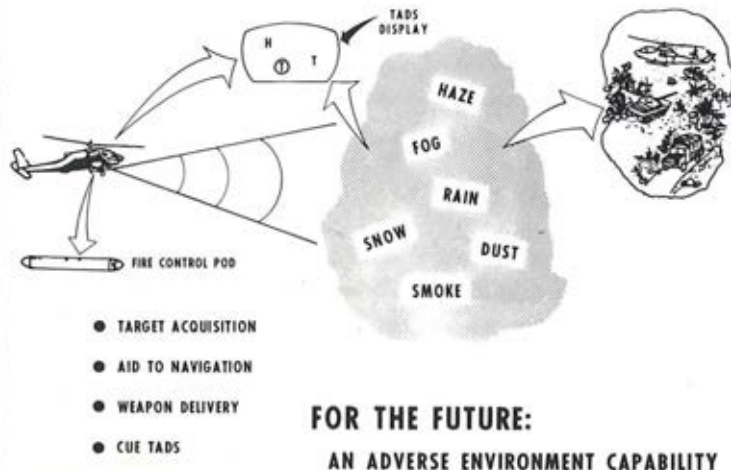 TADS
DISPLAY
H
T
T
HAZE
FOG
RAIN
SNOW
DUST
SMOKE
FIRE CONTROL POD
● TARGET ACQUISITION
● AID TO NAVIGATION
● WEAPON DELIVERY
● CUE TADS
FOR THE FUTURE:
AN ADVERSE ENVIRONMENT CAPABILITY